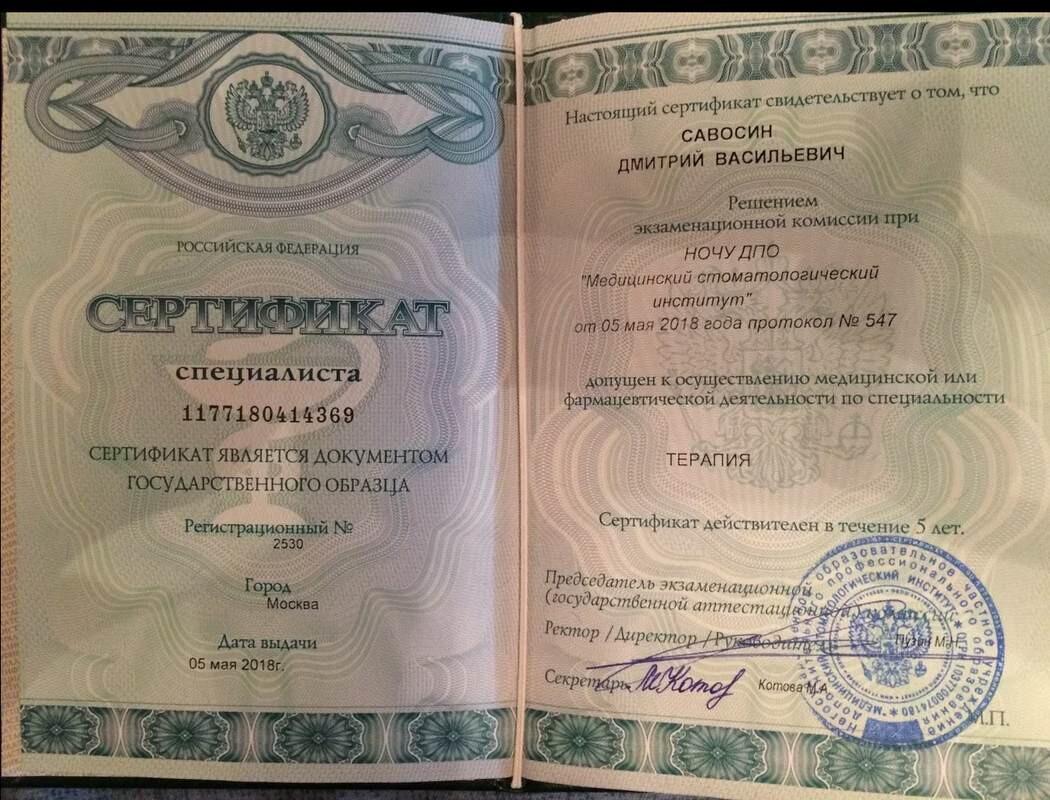 РОССИЙСКАЯ ФЕДЕРАЦИЯ
СЕРТИФИКАТ
специалиста
1177180414369
СЕРТИФИКАТ ЯВЛЯЕТСЯ ДОКУМЕНТОМ
ГОСУДАРСТВЕННОГО ОБРАЗЦА
Регистрационный №
2530
Город
Москва
Дата выдачи
05 мая 2018г.
Настоящий сертификат свидетельствует о том, что
САВОСИН
ДМИТРИЙ ВАСИЛЬЕВИЧ
Решением
экзаменационной комиссии при
НОЧУ ДПО
"Медицинский стоматологический
институт"
от 05 мая 2018 года протокол № 547
допущен к осуществлению медицинской или
фармацевтической деятельности по специальности
ТЕРАПИЯ
Сертификат действителен в течение 5 лет.
Председатель экзаменационной
(государственной аттестационной
Ректор / Директор / Руководитель
Секретарь
Котова М.А
М.П.